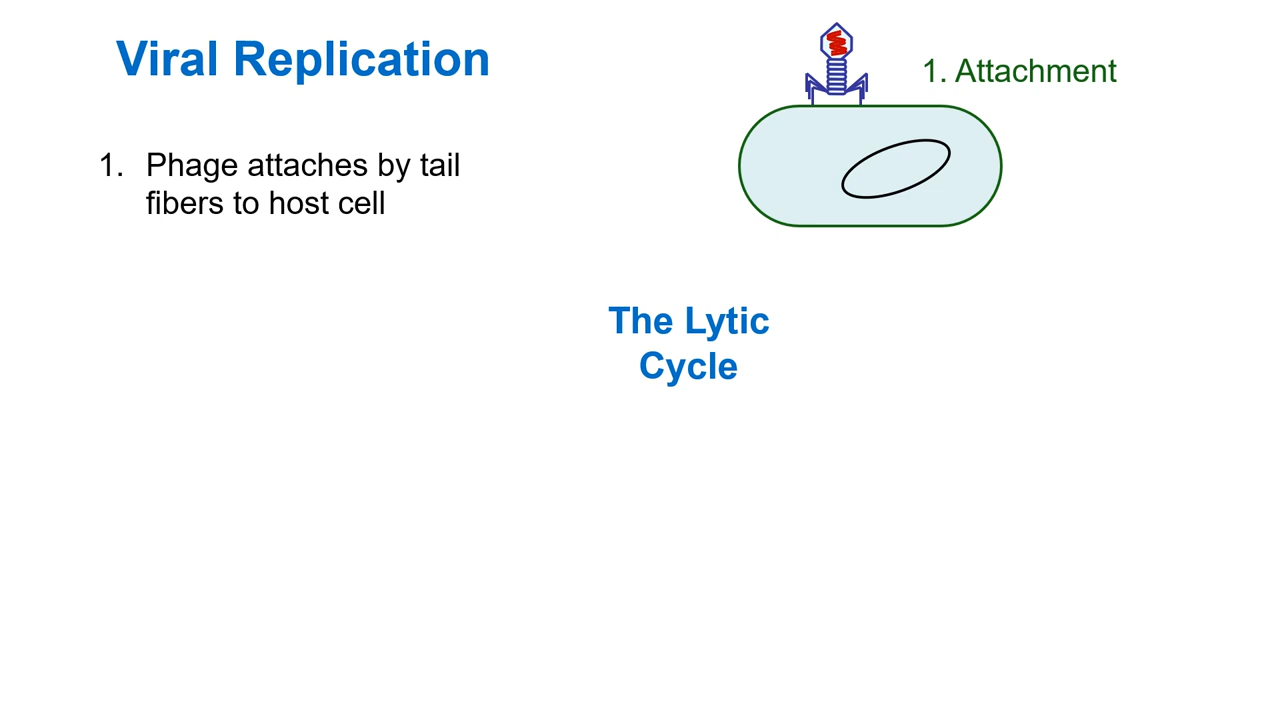 Viral Replication
1. Attachment
1. Phage attaches by tail
fibers to host cell
The Lytic
Cycle